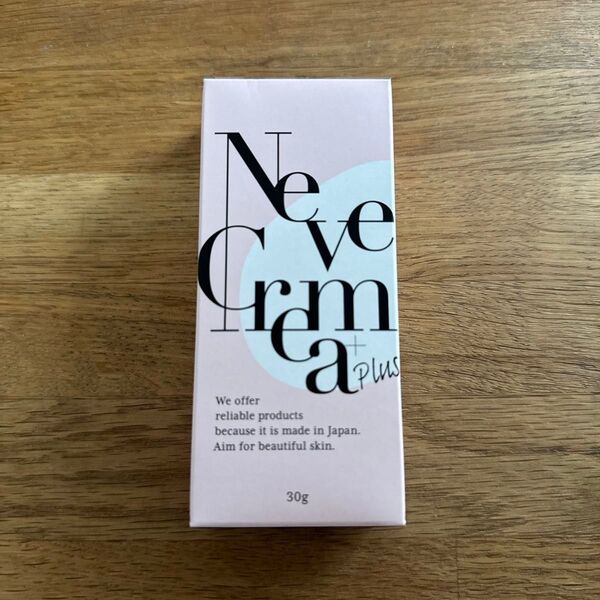 Neve
Crema
+
Plus
We offer
reliable products
because it is made in Japan.
Aim for beautiful skin.
30g